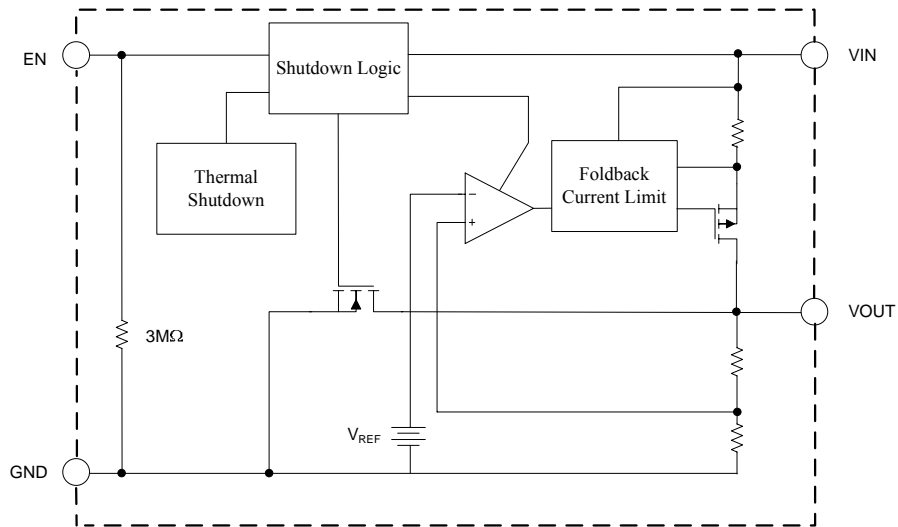 EN
Shutdown Logic
VIN
Thermal
Shutdown
Foldback
Current Limit
−
+
3MΩ
VOUT
VREF
GND